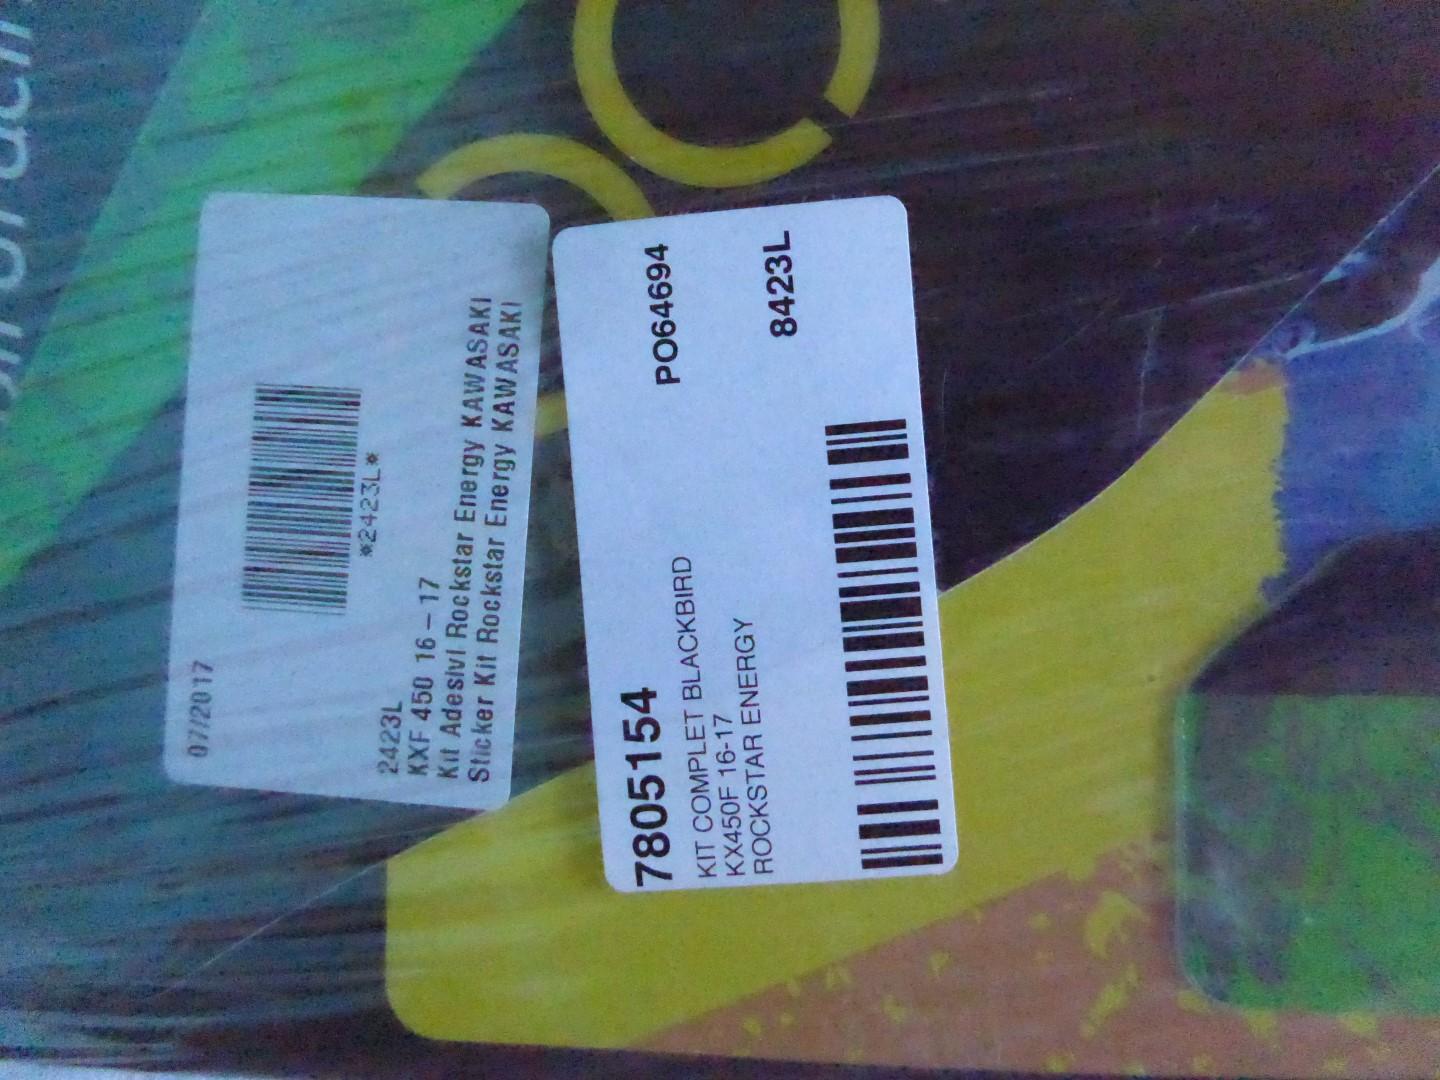 07/2017
*2423L*
2423L
KXF 450 16-17
Kit Adesivi Rockstar Energy KAWASAKI
Sticker Kit Rockstar Energy KAWASAKI
7805154
PO64694
KIT COMPLET BLACKBIRD
KX450F 16-17
ROCKSTAR ENERGY
8423L